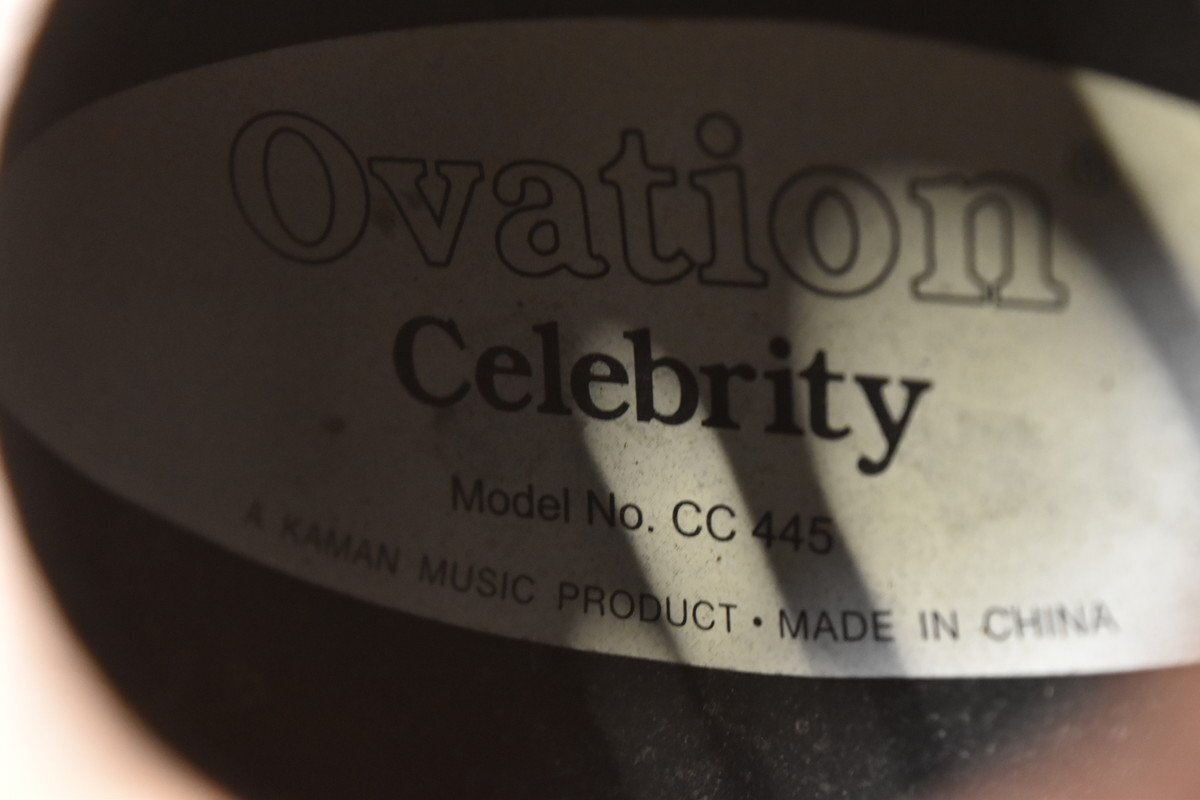 Ovation
Celebrity
Model No. CC 445
A KAMAN MUSIC PRODUCT • MADE IN CHINA